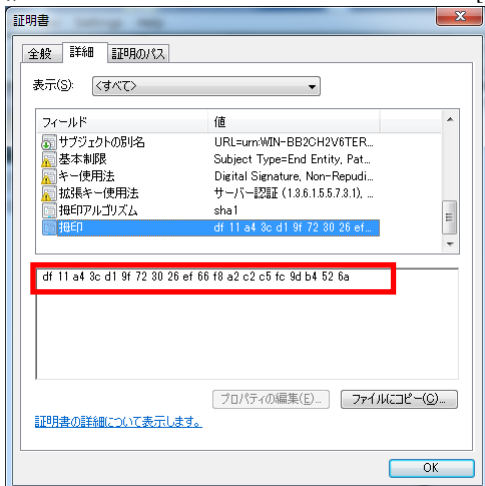 証明書
全般 詳細 証明のパス
表示(S): <すべて>
フィールド 値
サブジェクトの別名 URL=urn:WIN-BB2CH2V6TER...
基本制限 Subject Type=End Entity, Pat...
キー使用法 Digital Signature, Non-Repudi...
拡張キー使用法 サーバー認証 (1.3.6.1.5.5.7.3.1), ...
拇印アルゴリズム sha1
拇印 df 11 a4 3c d1 9f 72 30 26 ef...
df 11 a4 3c d1 9f 72 30 26 ef 66 f8 a2 c2 c5 fc 9d b4 52 6a
プロパティの編集(E)... ファイルにコピー(C)...
証明書の詳細について表示します。
OK